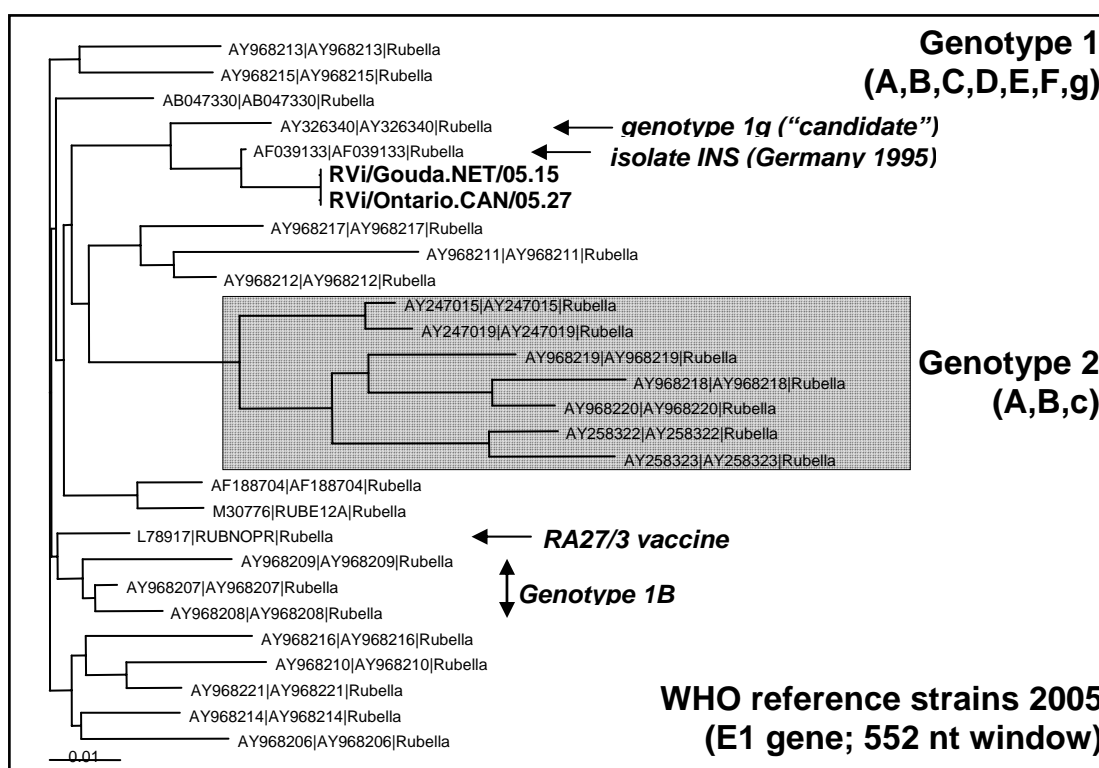 AY968213|AY968213|Rubella
Genotype 1
(A,B,C,D,E,F,g)
AY968215|AY968215|Rubella
AB047330|AB047330|Rubella
AY326340|AY326340|Rubella
genotype 1g ("candidate")
AF039133|AF039133|Rubella
isolate INS (Germany 1995)
RVi/Gouda.NET/05.15
RVi/Ontario.CAN/05.27
AY968217|AY968217|Rubella
AY968211|AY968211|Rubella
AY968212|AY968212|Rubella
AY247015|AY247015|Rubella
AY247019|AY247019|Rubella
AY968219|AY968219|Rubella
Genotype 2
(A,B,c)
AY968218|AY968218|Rubella
AY968220|AY968220|Rubella
AY258322|AY258322|Rubella
AY258323|AY258323|Rubella
AF188704|AF188704|Rubella
M30776|RUBE12A|Rubella
L78917|RUBNOPR|Rubella
RA27/3 vaccine
AY968209|AY968209|Rubella
AY968207|AY968207|Rubella
Genotype 1B
AY968208|AY968208|Rubella
AY968216|AY968216|Rubella
AY968210|AY968210|Rubella
AY968221|AY968221|Rubella
AY968214|AY968214|Rubella
AY968206|AY968206|Rubella
WHO reference strains 2005
(E1 gene; 552 nt window)
0.01